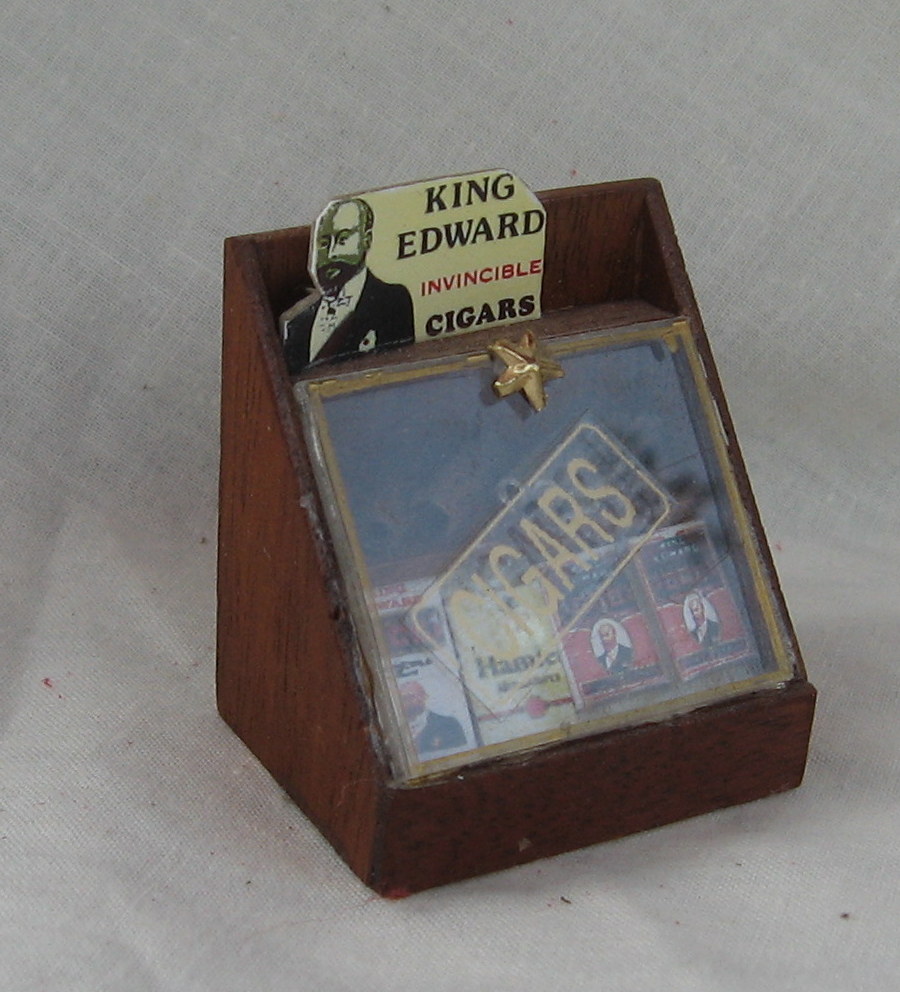 KING
EDWARD
INVINCIBLE
CIGARS
CIGARS
Hamlet